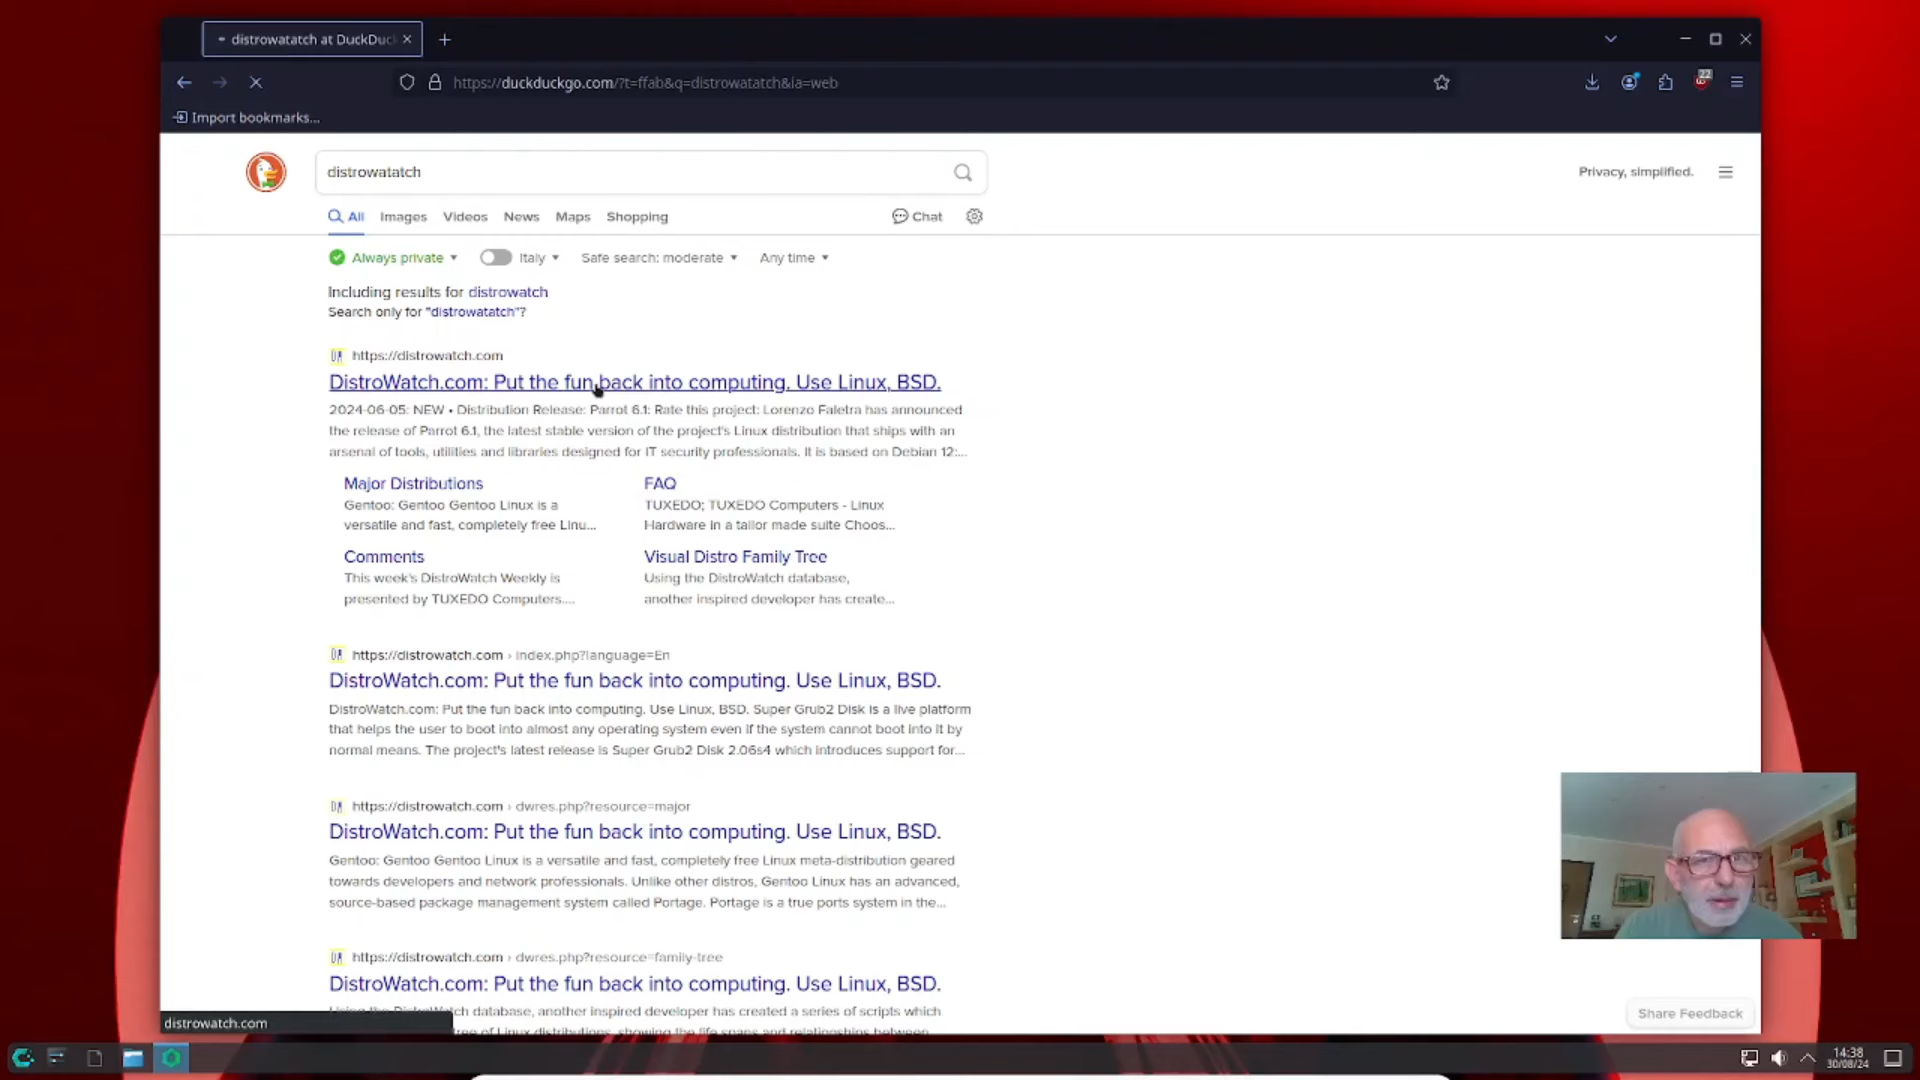 distrowatatch at DuckDuc
https://duckduckgo.com/?t=ffab&q=distrowatatch&ia=web
22
Import bookmarks...
distrowatatch
Privacy, simplified.
All Images Videos News Maps Shopping Chat
Always private Italy Safe search: moderate Any time
Including results for distrowatch
Search only for "distrowatatch"?
https://distrowatch.com
DistroWatch.com: Put the fun back into computing. Use Linux, BSD.
2024-06-05: NEW • Distribution Release: Parrot 6.1: Rate this project: Lorenzo Faletra has announced
the release of Parrot 6.1, the latest stable version of the project's Linux distribution that ships with an
arsenal of tools, utilities and libraries designed for IT security professionals. It is based on Debian 12:...
Major Distributions
Gentoo: Gentoo Gentoo Linux is a
versatile and fast, completely free Linu...
FAQ
TUXEDO; TUXEDO Computers - Linux
Hardware in a tailor made suite Choos...
Comments
This week's DistroWatch Weekly is
presented by TUXEDO Computers....
Visual Distro Family Tree
Using the DistroWatch database,
another inspired developer has create...
https://distrowatch.com › index.php?language=En
DistroWatch.com: Put the fun back into computing. Use Linux, BSD.
DistroWatch.com: Put the fun back into computing. Use Linux, BSD. Super Grub2 Disk is a live platform
that helps the user to boot into almost any operating system even if the system cannot boot into it by
normal means. The project's latest release is Super Grub2 Disk 2.06s4 which introduces support for...
https://distrowatch.com › dwres.php?resource=major
DistroWatch.com: Put the fun back into computing. Use Linux, BSD.
Gentoo: Gentoo Gentoo Linux is a versatile and fast, completely free Linux meta-distribution geared
towards developers and network professionals. Unlike other distros, Gentoo Linux has an advanced,
source-based package management system called Portage. Portage is a true ports system in the...
https://distrowatch.com › dwres.php?resource=family-tree
DistroWatch.com: Put the fun back into computing. Use Linux, BSD.
Using the DistroWatch database, another inspired developer has created a series of scripts which
tree of Linux distributions, showing the life spans and relationships between
Share Feedback
distrowatch.com
14:38
30/08/24